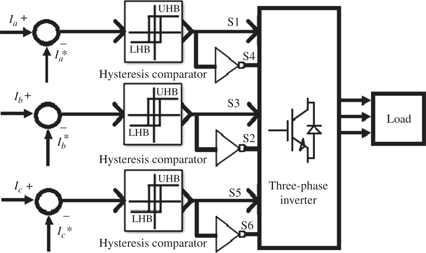 Ia + UHB S1
−
LHB
Ia* S4
Hysteresis comparator
Ib + UHB S3
−
LHB
Ib* S2 Load
Hysteresis comparator
Three-phase
inverter
Ic + UHB S5
−
LHB
Ic* S6
Hysteresis comparator